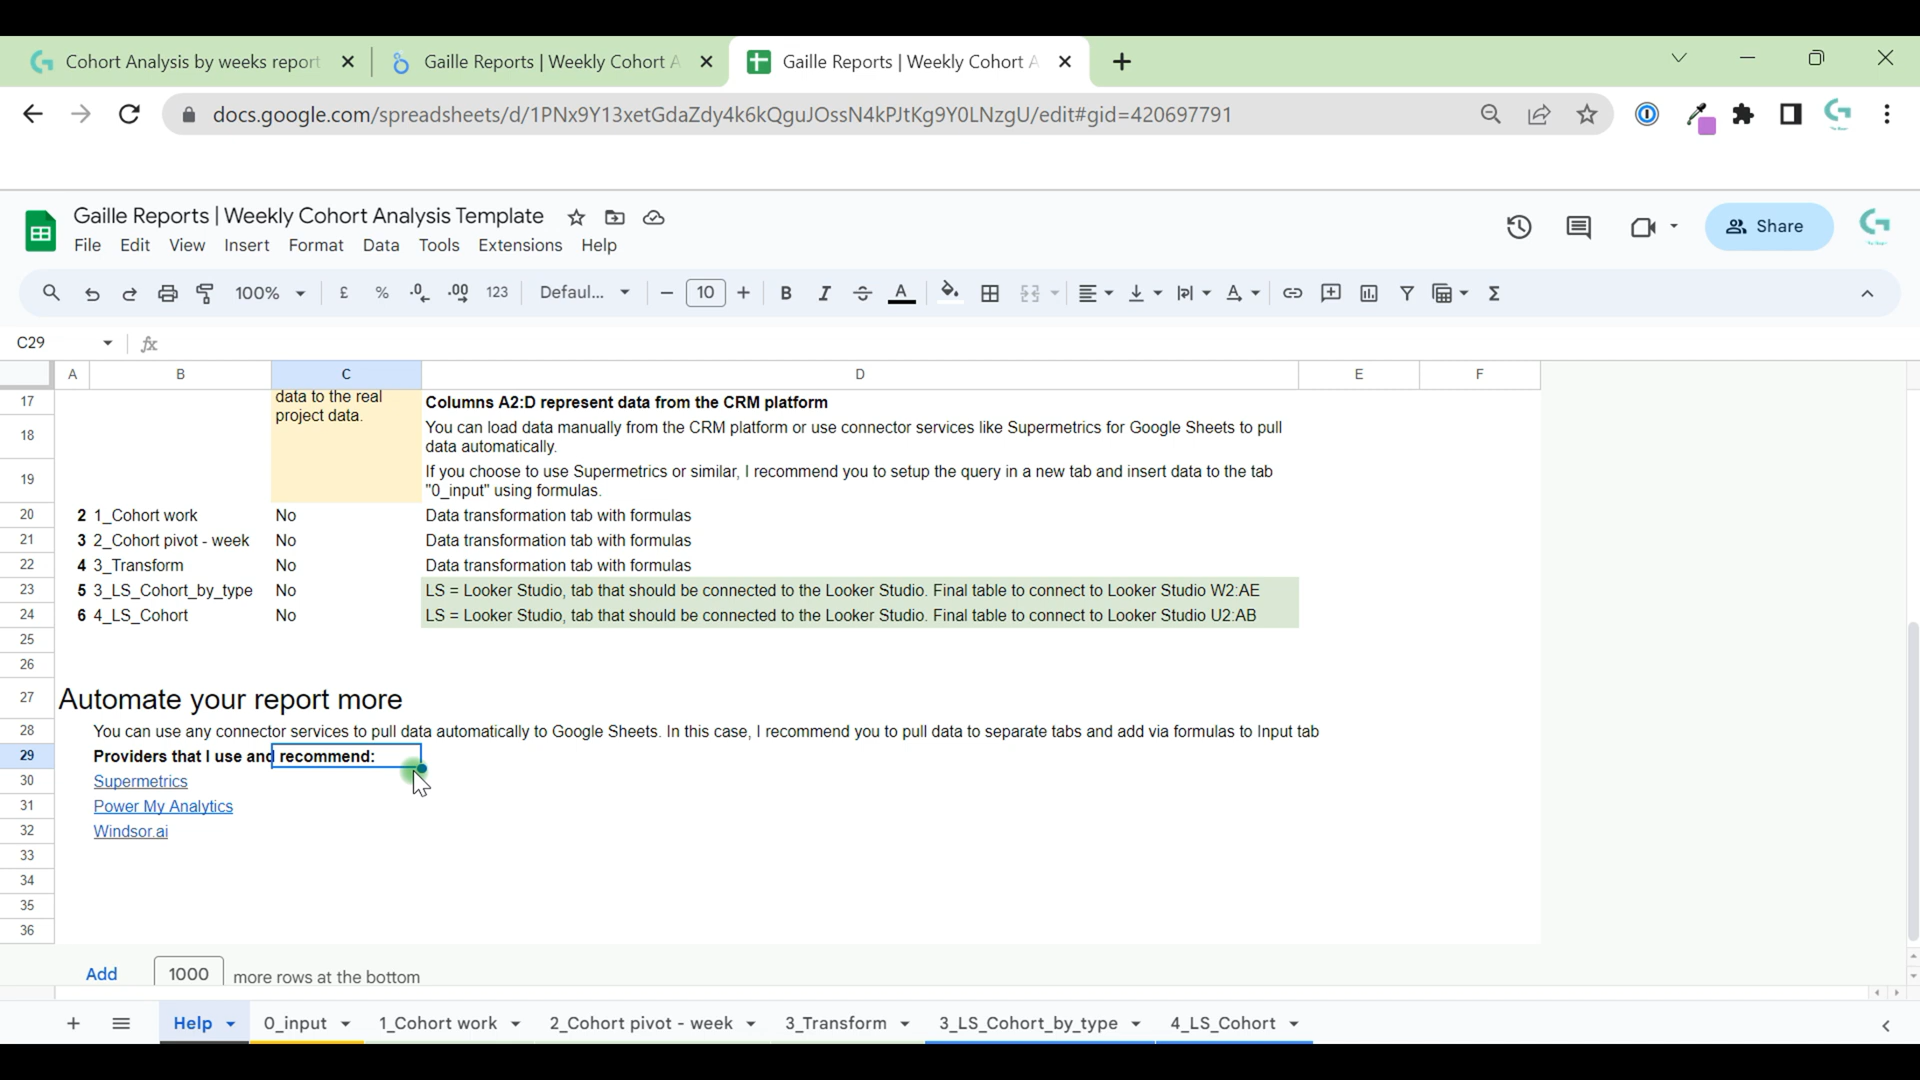 Cohort Analysis by weeks report
Gaille Reports | Weekly Cohort A
Gaille Reports | Weekly Cohort A
docs.google.com/spreadsheets/d/1PNx9Y13xetGdaZdy4k6kQguJOssN4kPJtKg9Y0LNzgU/edit#gid=420697791
Gaille Reports | Weekly Cohort Analysis Template
File Edit View Insert Format Data Tools Extensions Help
Share
100% £ % .0 .00 123 Defaul... 10 B I A
C29
fx
A B C D E F
17 data to the real Columns A2:D represent data from the CRM platform
project data.
18 You can load data manually from the CRM platform or use connector services like Supermetrics for Google Sheets to pull
data automatically.
19 If you choose to use Supermetrics or similar, I recommend you to setup the query in a new tab and insert data to the tab
"0_input" using formulas.
20 2 1_Cohort work No Data transformation tab with formulas
21 3 2_Cohort pivot - week No Data transformation tab with formulas
22 4 3_Transform No Data transformation tab with formulas
23 5 3_LS_Cohort_by_type No LS = Looker Studio, tab that should be connected to the Looker Studio. Final table to connect to Looker Studio W2:AE
24 6 4_LS_Cohort No LS = Looker Studio, tab that should be connected to the Looker Studio. Final table to connect to Looker Studio U2:AB
25
26
27 Automate your report more
28 You can use any connector services to pull data automatically to Google Sheets. In this case, I recommend you to pull data to separate tabs and add via formulas to Input tab
29 Providers that I use and recommend:
30 Supermetrics
31 Power My Analytics
32 Windsor.ai
33
34
35
36
Add 1000 more rows at the bottom
Help 0_input 1_Cohort work 2_Cohort pivot - week 3_Transform 3_LS_Cohort_by_type 4_LS_Cohort